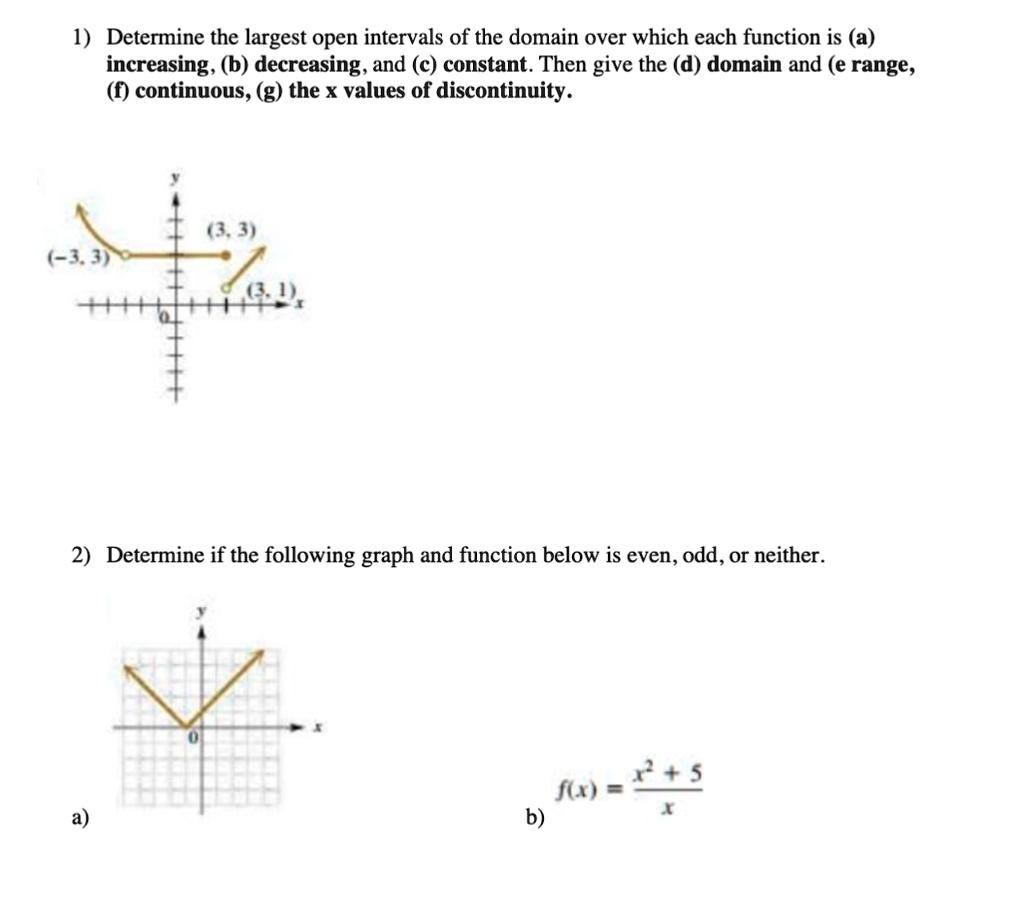 1) Determine the largest open intervals of the domain over which each function is (a)
increasing, (b) decreasing, and (c) constant. Then give the (d) domain and (e range,
(f) continuous, (g) the x values of discontinuity.
y
(3, 3)
(-3, 3)
(3, 1)
x
0
2) Determine if the following graph and function below is even, odd, or neither.
y
x
0
a)
b) f(x) = x² + 5 / x